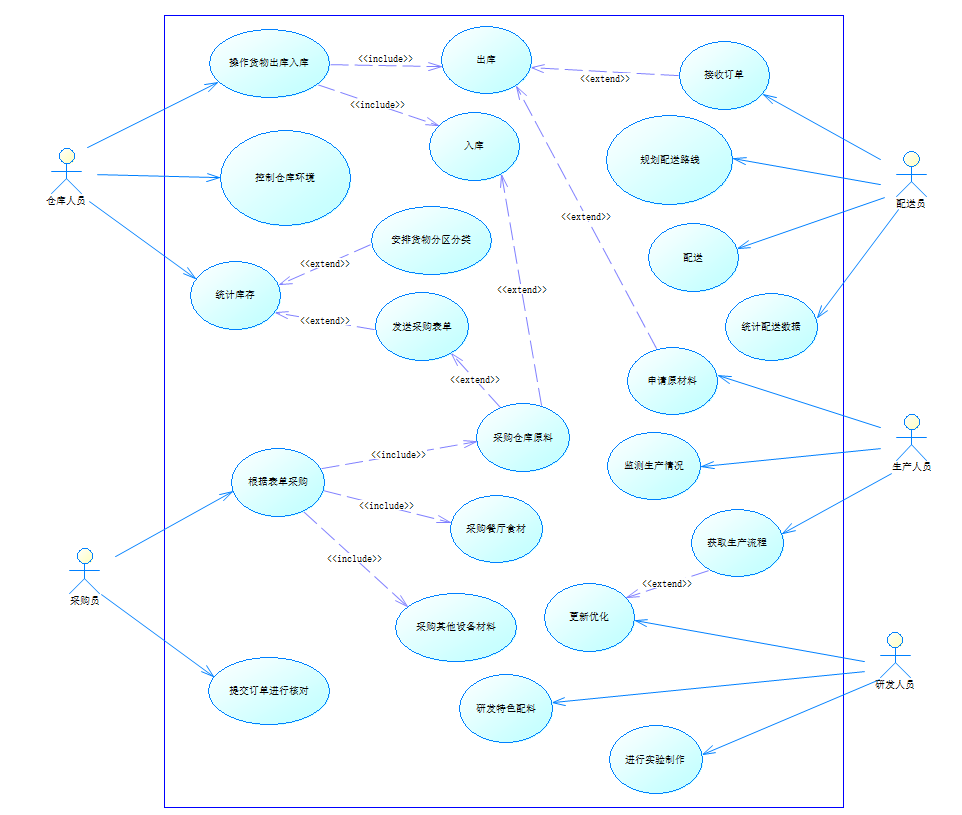 操作货物出库入库
<<include>>
出库
<<extend>>
接收订单
<<include>>
入库
控制仓库环境
规划配送路线
仓库人员
配送员
<<extend>>
安排货物分区分类
配送
<<extend>>
统计库存
<<extend>>
<<extend>>
发送采购表单
统计配送数据
<<extend>>
申请原材料
采购仓库原料
<<include>>
监测生产情况
生产人员
根据表单采购
<<include>>
采购餐厅食材
获取生产流程
<<include>>
<<extend>>
采购员
更新优化
采购其他设备材料
研发人员
提交订单进行核对
研发特色配料
进行实验制作